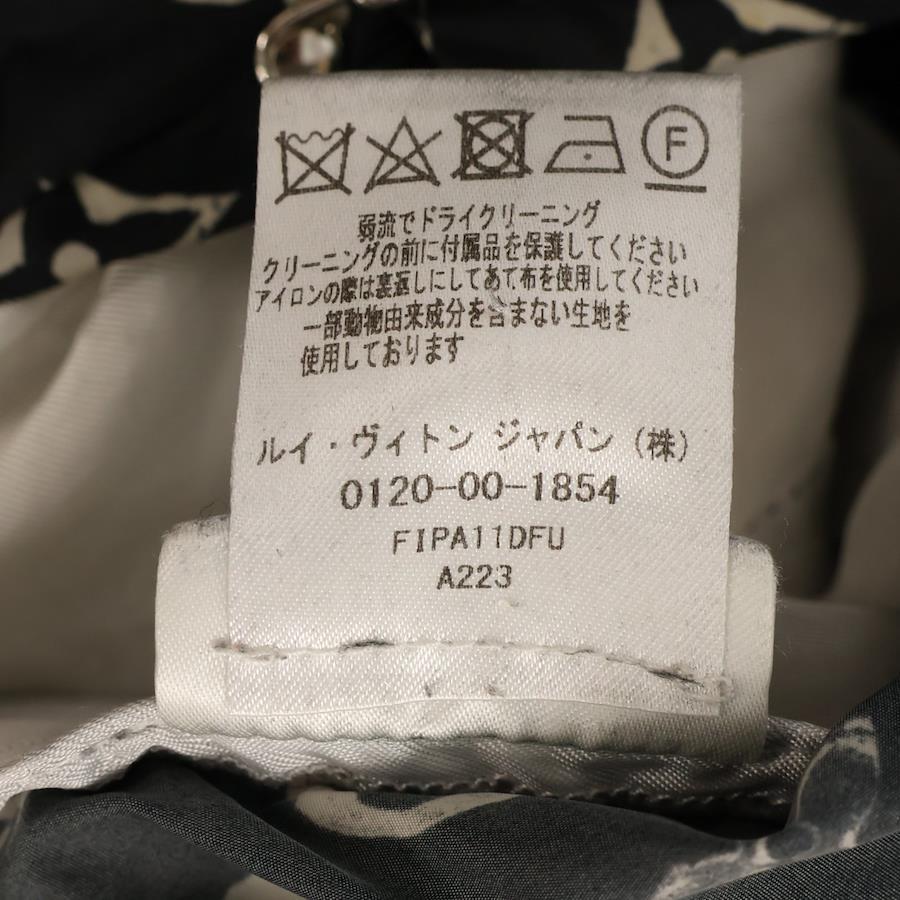 F
弱流でドライクリーニング
クリーニングの前に付属品を保護してください
アイロンの際は裏返しにしてあて布を使用してください
一部動物由来成分を含まない生地を
使用しております
ルイ・ヴィトン ジャパン (株)
0120-00-1854
FIPA11DFU
A223